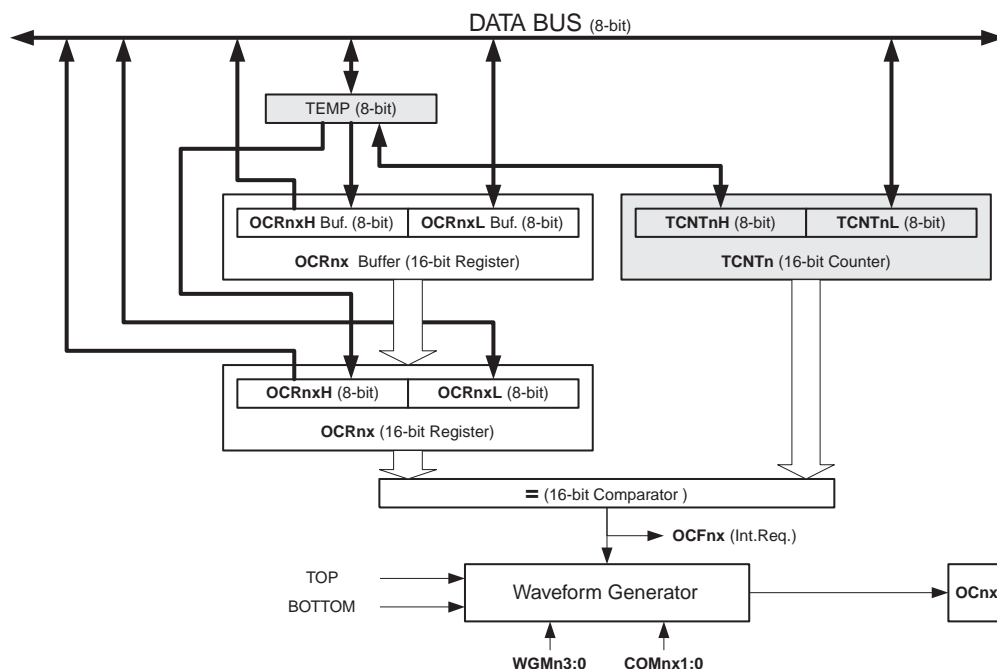 DATA BUS (8-bit)
TEMP (8-bit)
OCRnxH Buf. (8-bit) OCRnxL Buf. (8-bit)
OCRnx Buffer (16-bit Register)
TCNTnH (8-bit) TCNTnL (8-bit)
TCNTn (16-bit Counter)
OCRnxH (8-bit) OCRnxL (8-bit)
OCRnx (16-bit Register)
= (16-bit Comparator )
OCFnx (Int.Req.)
TOP
BOTTOM
Waveform Generator
OCnx
WGMn3:0 COMnx1:0